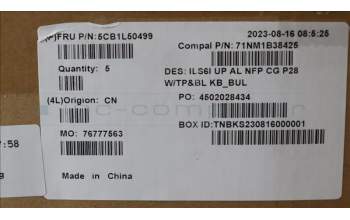 (P)FRU P/N:5CB1L50499
2023-08-16 08:5:25
Compal P/N: 71NM1B38425
Quantity: 5
DES: ILS6I UP AL NFP CG P28
W/TP&BL KB_BUL
(4L)Origion: CN
PO: 4502028434
MO: 76777563
BOX ID:TNBKS230816000001
:58
Made in China